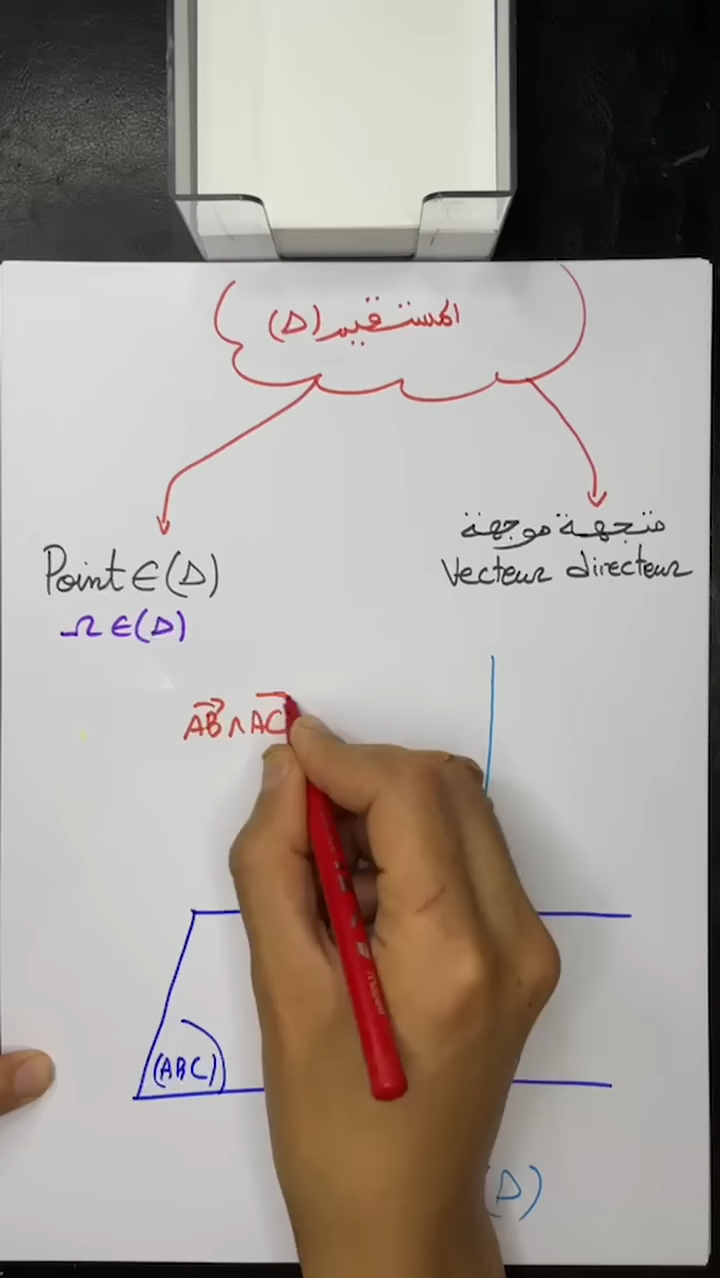 المستقيم (Δ)
Point ∈ (Δ)
Ω ∈ (Δ)
متجهة موجهة
Vecteur directeur
AB ∧ AC
(ABC)
(Δ)